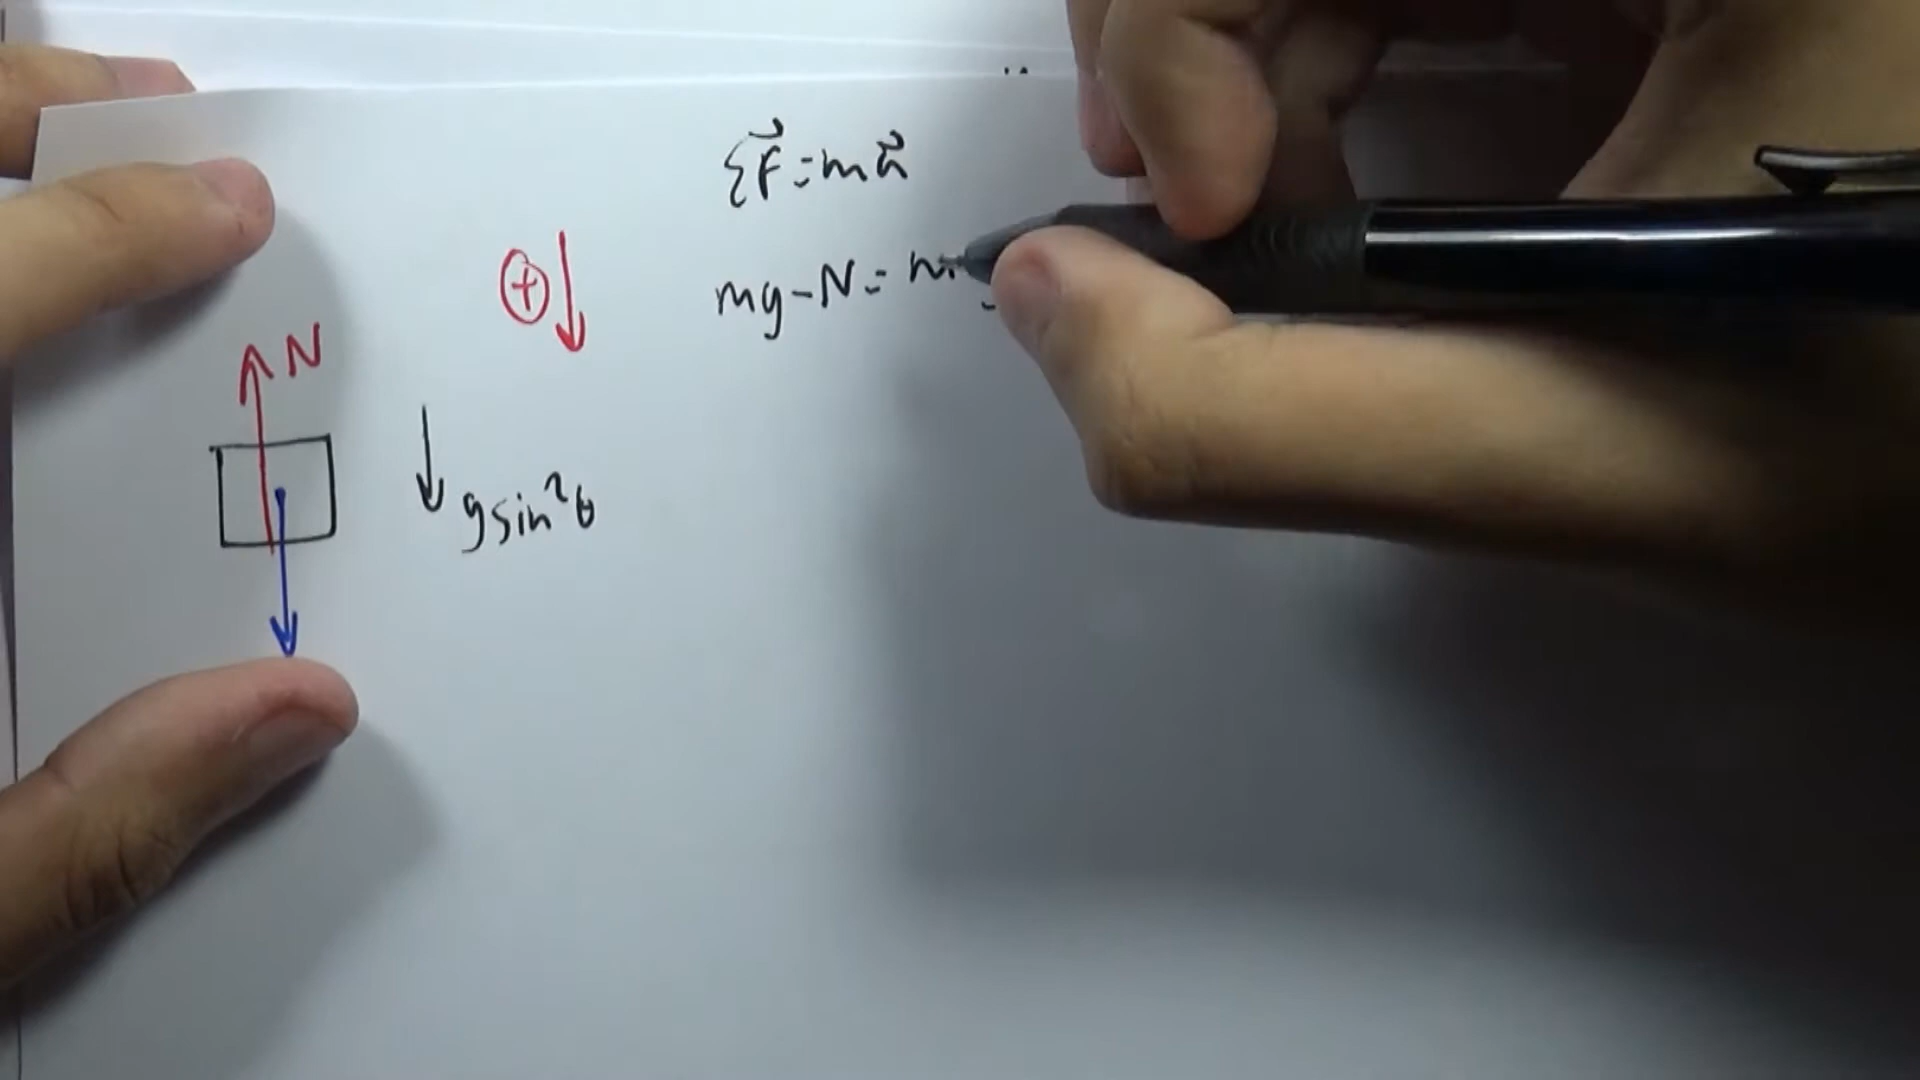 ΣF⃗ = ma⃗
⊕↓
mg - N = m
N
g sin²θ